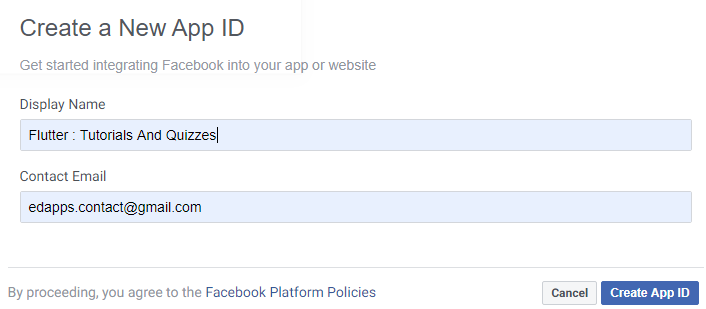 Create a New App ID
Get started integrating Facebook into your app or website
Display Name
Flutter : Tutorials And Quizzes
Contact Email
edapps.contact@gmail.com
By proceeding, you agree to the Facebook Platform Policies
Cancel
Create App ID